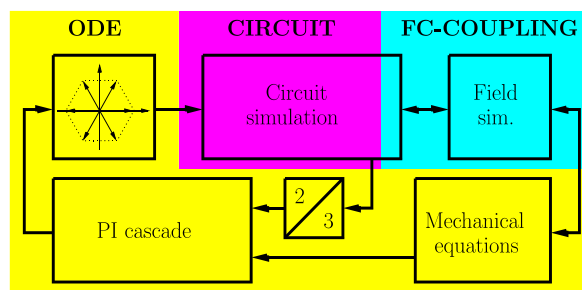 ODE
CIRCUIT
FC-COUPLING
Circuit
simulation
Field
sim.
PI cascade
2
3
Mechanical
equations